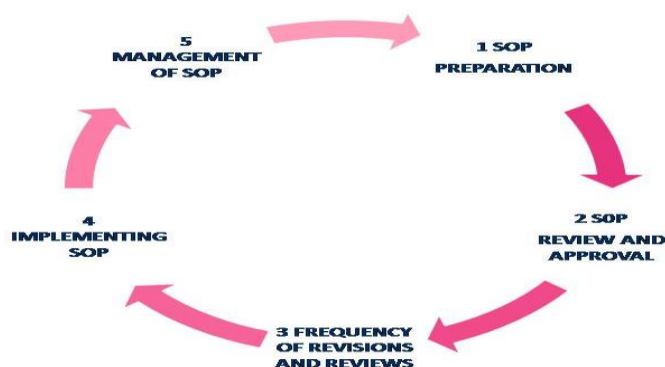 1 SOP
PREPARATION
2 SOP
REVIEW AND
APPROVAL
3 FREQUENCY
OF REVISIONS
AND REVIEWS
4
IMPLEMENTING
SOP
5
MANAGEMENT
OF SOP